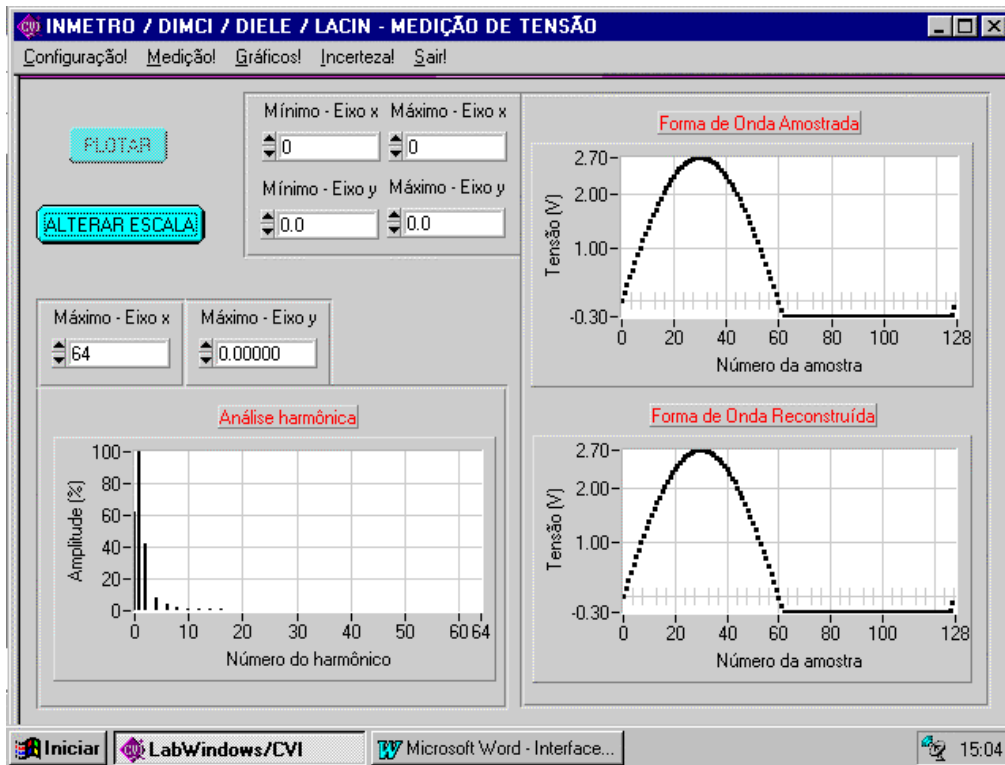 INMETRO / DIMCI / DIELE / LACIN - MEDIÇÃO DE TENSÃO
Configuração! Medição! Gráficos! Incerteza! Sair!
PLOTAR
ALTERAR ESCALA
Mínimo - Eixo x Máximo - Eixo x
0 0
Mínimo - Eixo y Máximo - Eixo y
0.0 0.0
Máximo - Eixo x Máximo - Eixo y
64 0.00000
Análise harmônica
Amplitude (%)
100
80
60
40
20
0
0 10 20 30 40 50 60 64
Número do harmônico
Forma de Onda Amostrada
Tensão (V)
2.70
2.00
1.00
-0.30
0 20 40 60 80 100 128
Número da amostra
Forma de Onda Reconstruída
Tensão (V)
2.70
2.00
1.00
-0.30
0 20 40 60 80 100 128
Número da amostra
Iniciar CVI LabWindows/CVI Microsoft Word - Interface... 15:04